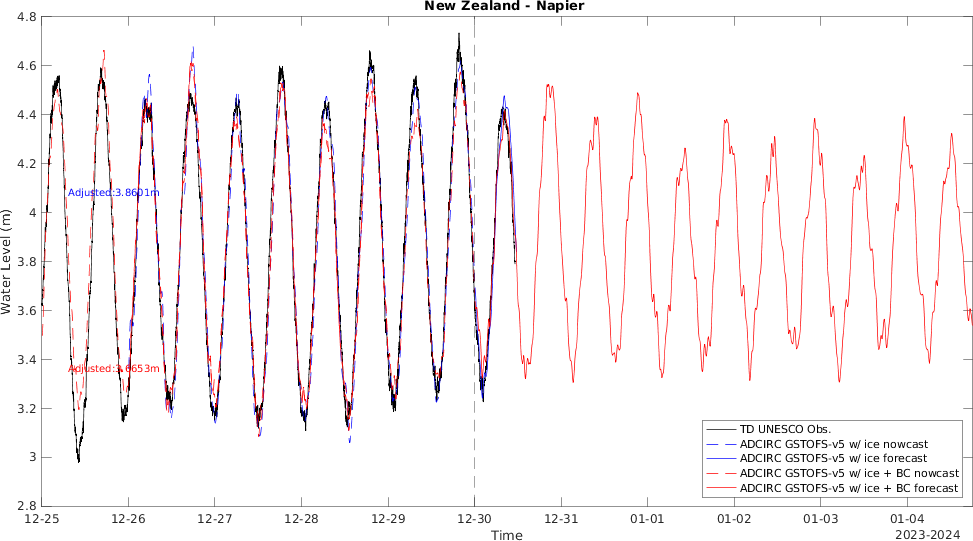 New Zealand - Napier
4.8
4.6
4.4
4.2
4
3.8
3.6
3.4
3.2
3
2.8
Water Level (m)
Adjusted:3.8601m
Adjusted:3.6653m
TD UNESCO Obs.
ADCIRC GSTOFS-v5 w/ ice nowcast
ADCIRC GSTOFS-v5 w/ ice forecast
ADCIRC GSTOFS-v5 w/ ice + BC nowcast
ADCIRC GSTOFS-v5 w/ ice + BC forecast
12-25 12-26 12-27 12-28 12-29 12-30 12-31 01-01 01-02 01-03 01-04
Time
2023-2024